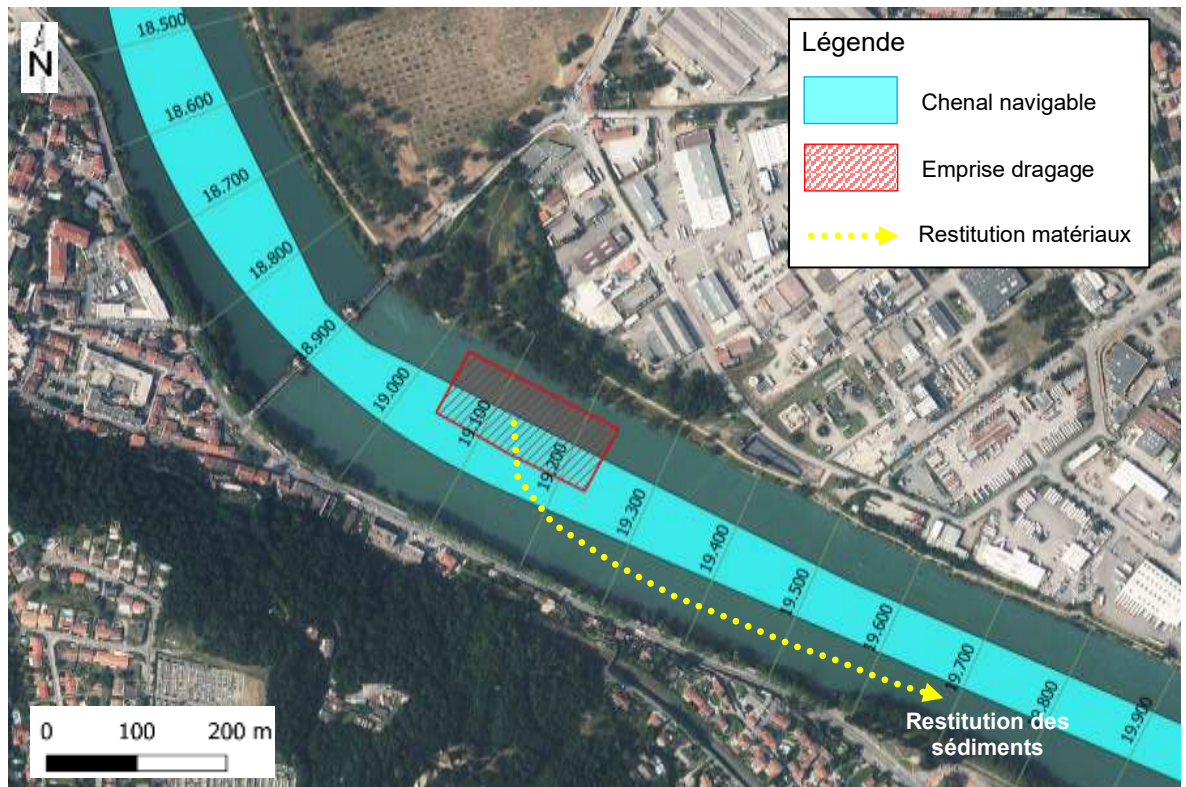 N
Légende
Chenal navigable
Emprise dragage
Restitution matériaux
18.500
18.600
18.700
18.800
18.900
19.000
19.100
19.200
19.300
19.400
19.500
19.600
19.700
19.900
Restitution des
sédiments
0 100 200 m